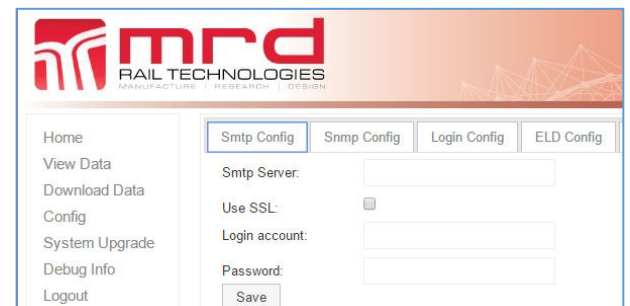 mrd
RAIL TECHNOLOGIES
MANUFACTURE | RESEARCH | DESIGN
Home
View Data
Download Data
Config
System Upgrade
Debug Info
Logout
Smtp Config
Snmp Config
Login Config
ELD Config
Smtp Server:
Use SSL:
Login account:
Password:
Save